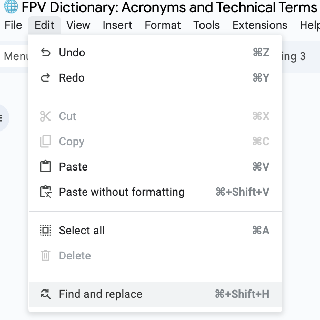 FPV Dictionary: Acronyms and Technical Terms
File Edit View Insert Format Tools Extensions Help
Menu ing 3
Undo ⌘Z
Redo ⌘Y
Cut ⌘X
Copy ⌘C
Paste ⌘V
Paste without formatting ⌘+Shift+V
Select all ⌘A
Delete
Find and replace ⌘+Shift+H